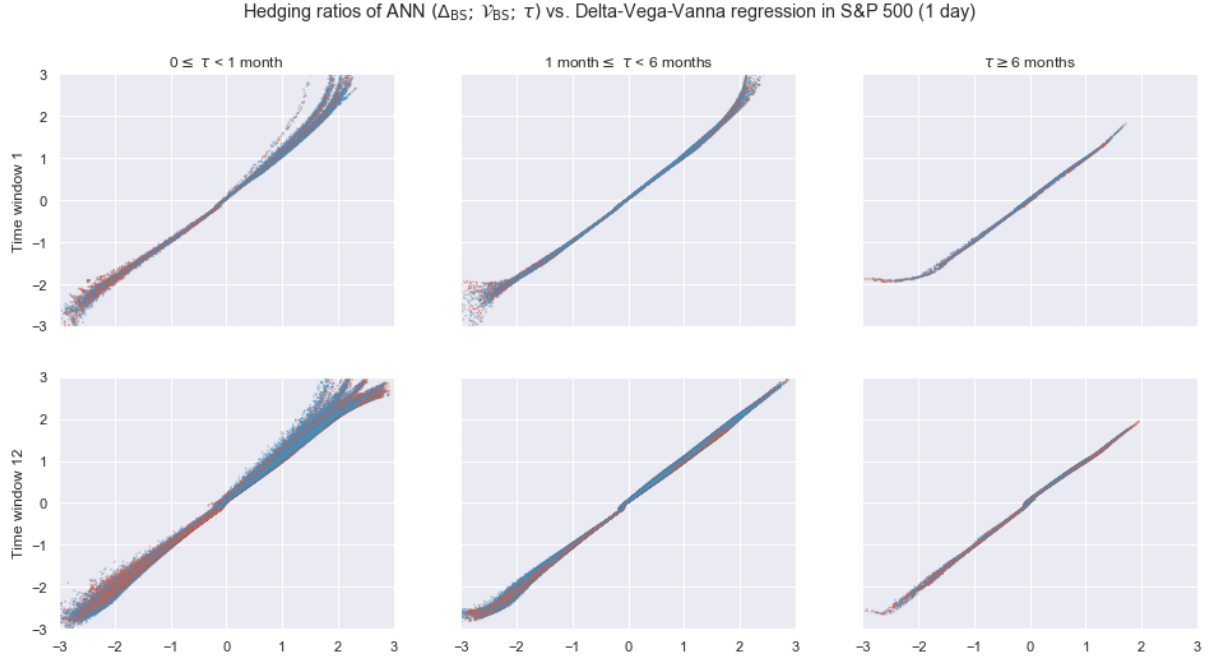 Hedging ratios of ANN (Δ_BS; 𝒱_BS; τ) vs. Delta-Vega-Vanna regression in S&P 500 (1 day)
0 ≤ τ < 1 month
1 month ≤ τ < 6 months
τ ≥ 6 months
Time window 1
3
2
1
0
−1
−2
−3
Time window 12
3
2
1
0
−1
−2
−3
−3 −2 −1 0 1 2 3
−3 −2 −1 0 1 2 3
−3 −2 −1 0 1 2 3